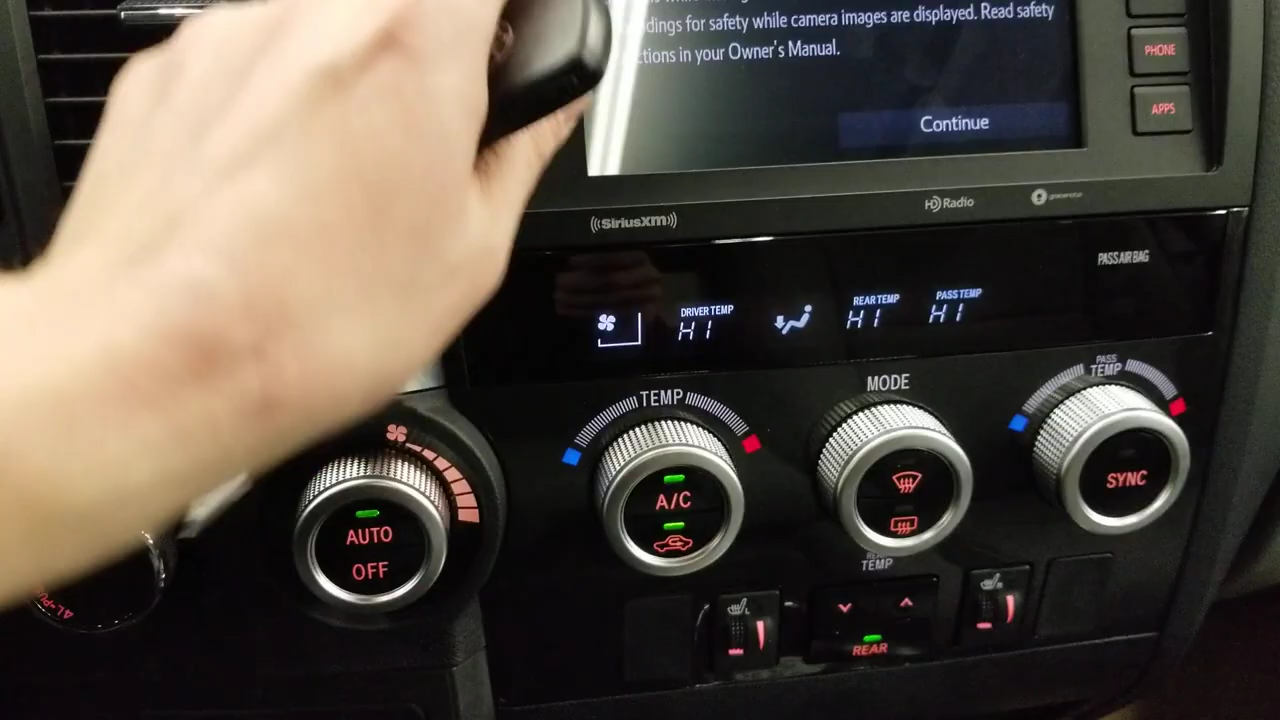 dings for safety while camera images are displayed. Read safety
ctions in your Owner's Manual.
Continue
PHONE
APPS
((SiriusXM))
HD Radio
gracenote
PASS AIR BAG
DRIVER TEMP
HI
REAR TEMP
HI
PASS TEMP
HI
TEMP
MODE
PASS
TEMP
AUTO
OFF
A/C
SYNC
TEMP
L
R
REAR